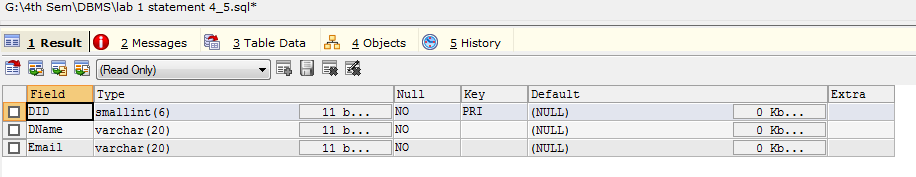 G:\4th Sem\DBMS\lab 1 statement 4_5.sql*
1 Result 2 Messages 3 Table Data 4 Objects 5 History
(Read Only)
Field Type Null Key Default Extra
DID smallint(6) 11 b... NO PRI (NULL) 0 Kb...
DName varchar(20) 11 b... NO (NULL) 0 Kb...
Email varchar(20) 11 b... NO (NULL) 0 Kb...